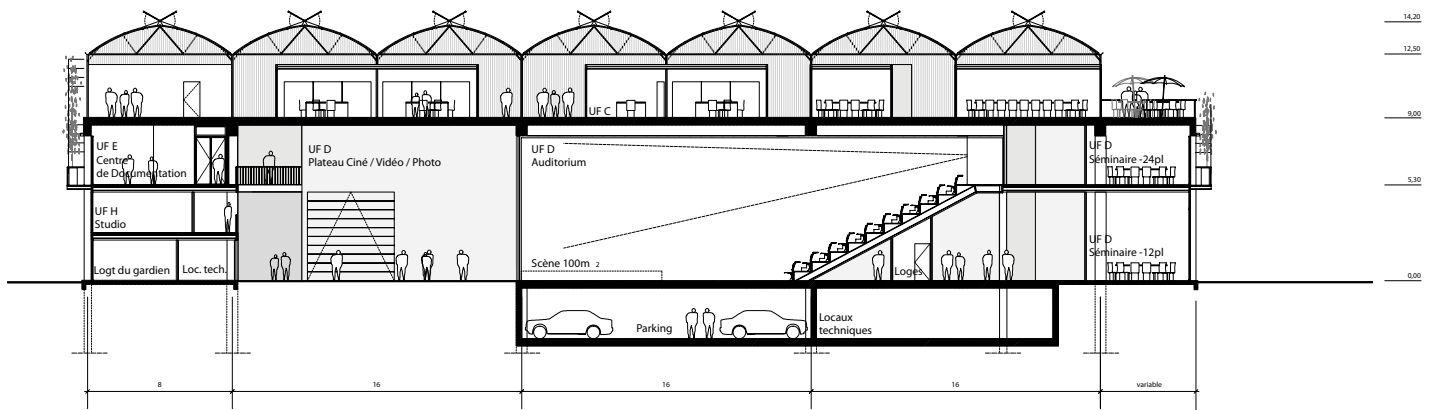 14,20
12,50
UF C
9,00
UF E
Centre
de Documentation
UF D
Plateau Ciné / Vidéo / Photo
UF D
Auditorium
UF D
Séminaire -24pl
5,30
UF H
Studio
UF D
Séminaire -12pl
Logt du gardien
Loc. tech.
Scène 100m 2
Loges
0,00
Parking
Locaux
techniques
8
16
16
16
variable